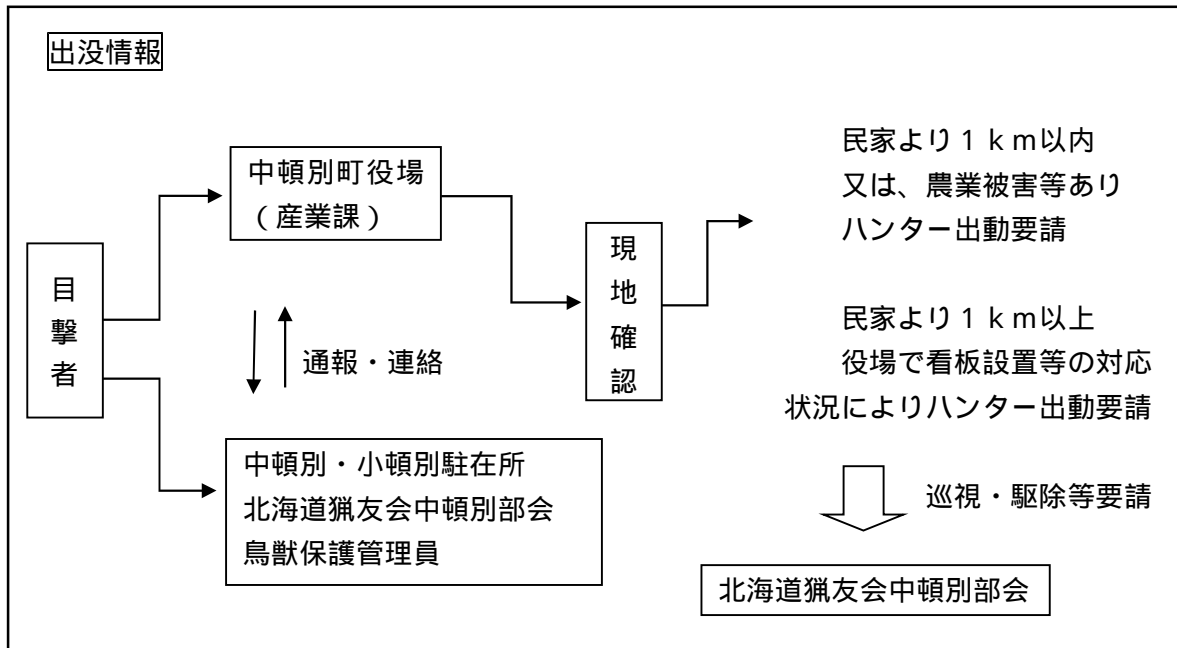 出没情報
中頓別町役場
（産業課）
目撃者
通報・連絡
中頓別・小頓別駐在所
北海道猟友会中頓別部会
鳥獣保護管理員
現地確認
民家より１ｋｍ以内
又は、農業被害等あり
ハンター出動要請
民家より１ｋｍ以上
役場で看板設置等の対応
状況によりハンター出動要請
巡視・駆除等要請
北海道猟友会中頓別部会